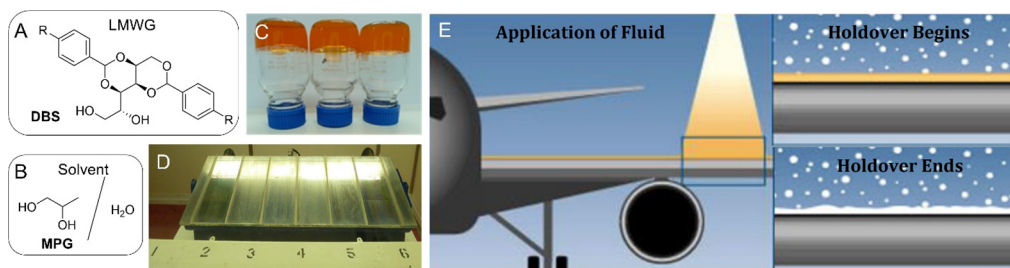 A
LMWG
R
O
O
O
O
HO
OH
R
DBS
B
Solvent
HO
OH
MPG
H₂O
C
D
1 2 3 4 5 6
E
Application of Fluid
Holdover Begins
Holdover Ends